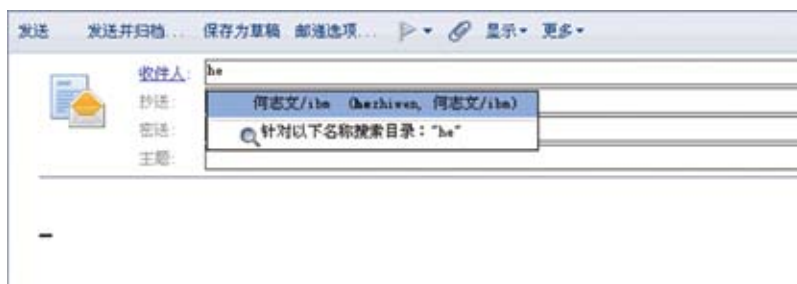 发送 发送并归档... 保存为草稿 邮递选项... 显示 更多
收件人: he
抄送: 何志文/ibm (hezhiwen, 何志文/ibm)
密送: 针对以下名称搜索目录："he"
主题: